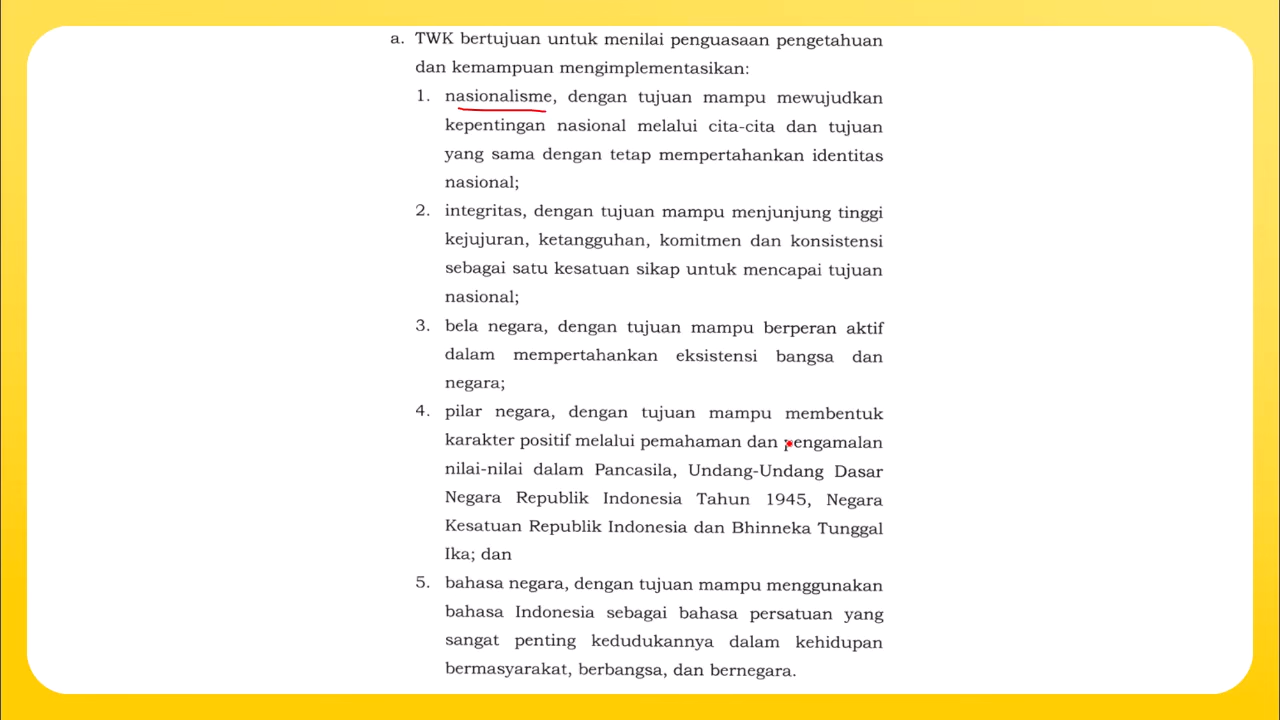 a. TWK bertujuan untuk menilai penguasaan pengetahuan
dan kemampuan mengimplementasikan:
1. nasionalisme, dengan tujuan mampu mewujudkan
kepentingan nasional melalui cita-cita dan tujuan
yang sama dengan tetap mempertahankan identitas
nasional;
2. integritas, dengan tujuan mampu menjunjung tinggi
kejujuran, ketangguhan, komitmen dan konsistensi
sebagai satu kesatuan sikap untuk mencapai tujuan
nasional;
3. bela negara, dengan tujuan mampu berperan aktif
dalam mempertahankan eksistensi bangsa dan
negara;
4. pilar negara, dengan tujuan mampu membentuk
karakter positif melalui pemahaman dan pengamalan
nilai-nilai dalam Pancasila, Undang-Undang Dasar
Negara Republik Indonesia Tahun 1945, Negara
Kesatuan Republik Indonesia dan Bhinneka Tunggal
Ika; dan
5. bahasa negara, dengan tujuan mampu menggunakan
bahasa Indonesia sebagai bahasa persatuan yang
sangat penting kedudukannya dalam kehidupan
bermasyarakat, berbangsa, dan bernegara.